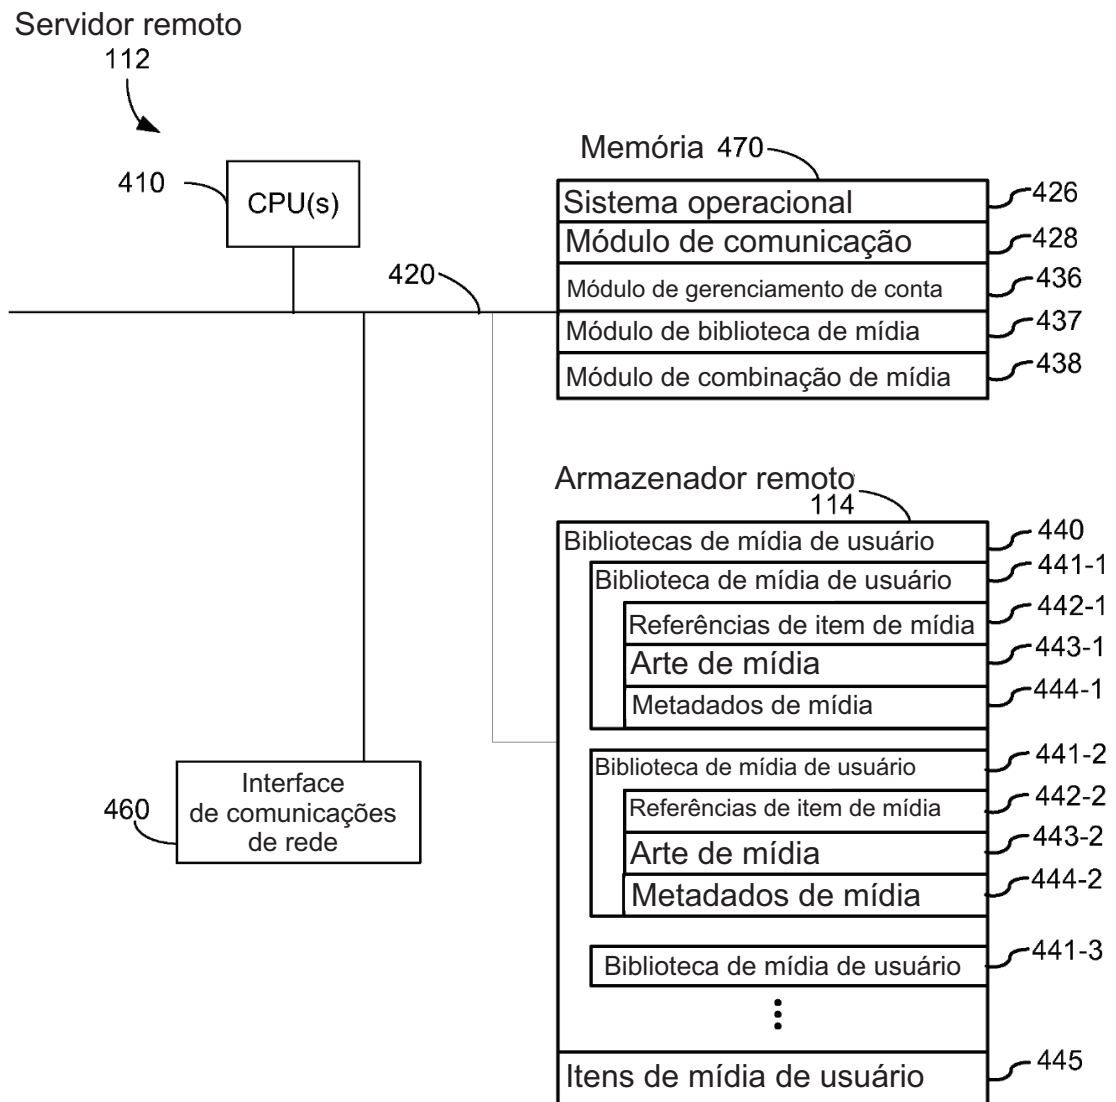 Servidor remoto
112
410
CPU(s)
420
Memória 470
Sistema operacional
426
Módulo de comunicação
428
Módulo de gerenciamento de conta
436
Módulo de biblioteca de mídia
437
Módulo de combinação de mídia
438
Armazenador remoto
114
Bibliotecas de mídia de usuário
440
Biblioteca de mídia de usuário
441-1
Referências de item de mídia
442-1
Arte de mídia
443-1
Metadados de mídia
444-1
Biblioteca de mídia de usuário
441-2
Referências de item de mídia
442-2
Arte de mídia
443-2
Metadados de mídia
444-2
Biblioteca de mídia de usuário
441-3
Itens de mídia de usuário
445
460
Interface
de comunicações
de rede